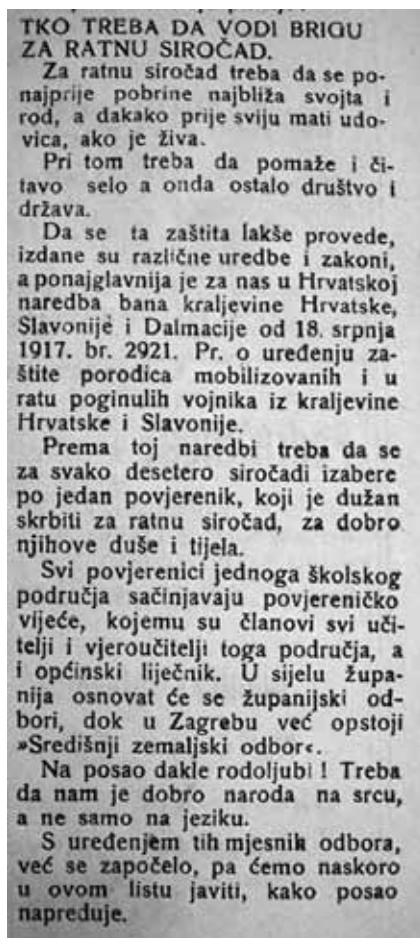 TKO TREBA DA VODI BRIGU
ZA RATNU SIROČAD.
Za ratnu siročad treba da se po-
najprije pobrine najbliža svojta i
rod, a dakako prije sviju mati udo-
vica, ako je živa.
Pri tom treba da pomaže i či-
tavo selo a onda ostalo društvo i
država.
Da se ta zaštita lakše provede,
izdane su različne uredbe i zakoni,
a ponajglavnija je za nas u Hrvatskoj
naredba bana kraljevine Hrvatske,
Slavonije i Dalmacije od 18. srpnja
1917. br. 2921. Pr. o uređenju za-
štite porodica mobilizovanih i u
ratu poginulih vojnika iz kraljevine
Hrvatske i Slavonije.
Prema toj naredbi treba da se
za svako desetero siročadi izabere
po jedan povjerenik, koji je dužan
skrbiti za ratnu siročad, za dobro
njihove duše i tijela.
Svi povjerenici jednoga školskog
područja sačinjavaju povjereničko
vijeće, kojemu su članovi svi uči-
telji i vjeroučitelji toga područja, a
i općinski liječnik. U sijelu župa-
nija osnovat će se županijski od-
bori, dok u Zagrebu već opstoji
»Središnji zemaljski odbor«.
Na posao dakle rodoljubi ! Treba
da nam je dobro naroda na srcu,
a ne samo na jeziku.
S uređenjem tih mjesnik odbora,
već se započelo, pa ćemo naskoro
u ovom listu javiti, kako posao
napreduje.